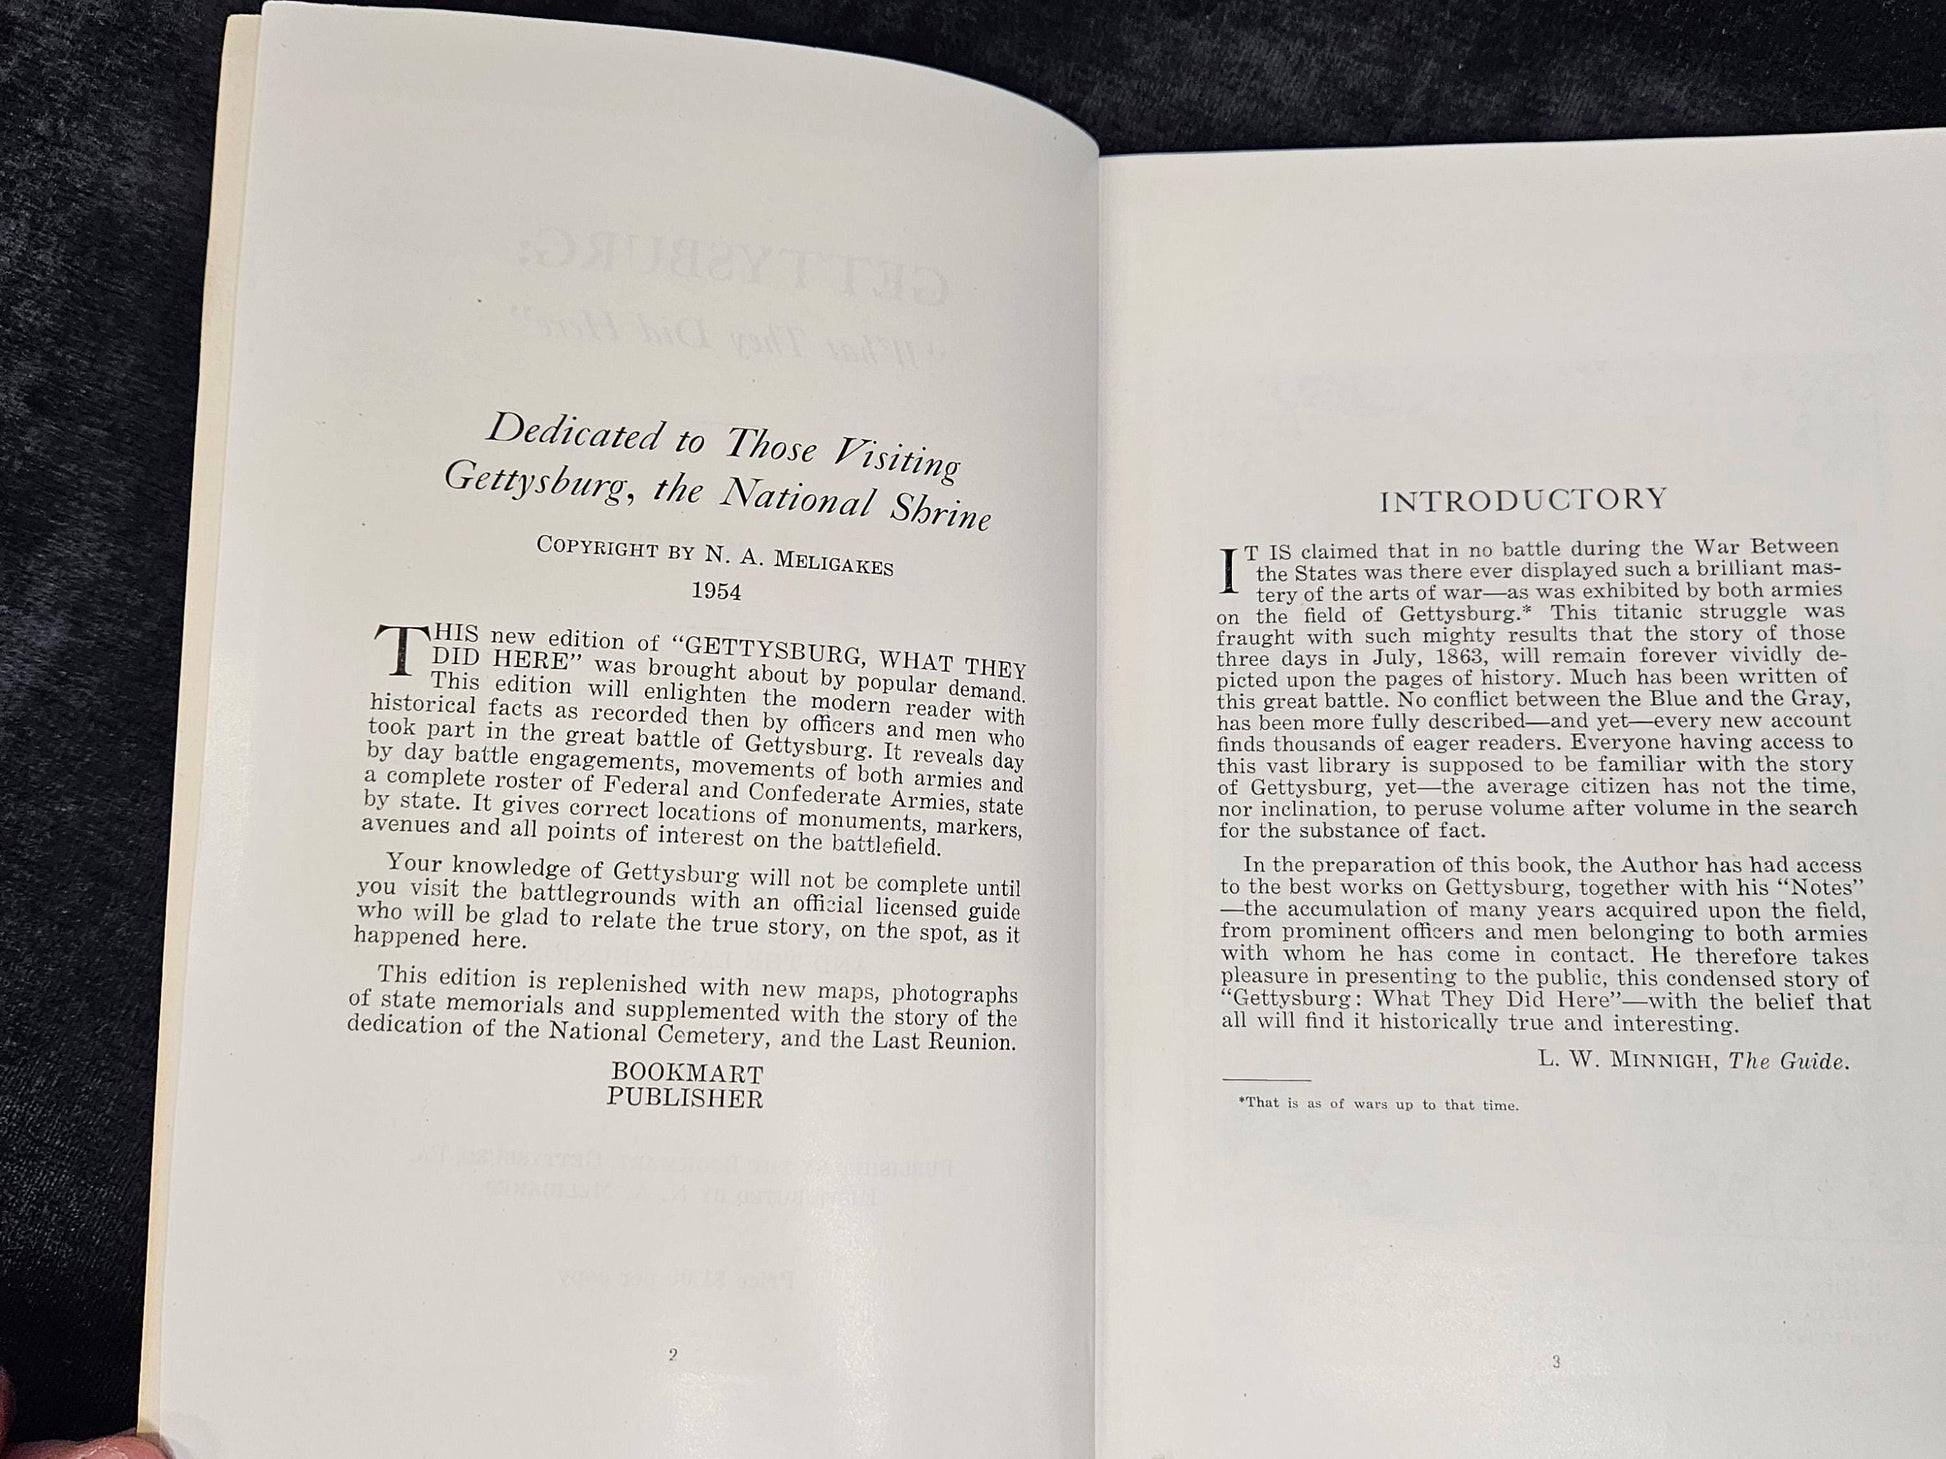 Dedicated to Those Visiting
Gettysburg, the National Shrine
COPYRIGHT BY N. A. MELIGAKES
1954
THIS new edition of “GETTYSBURG, WHAT THEY
DID HERE” was brought about by popular demand.
This edition will enlighten the modern reader with
historical facts as recorded then by officers and men who
took part in the great battle of Gettysburg. It reveals day
by day battle engagements, movements of both armies and
a complete roster of Federal and Confederate Armies, state
by state. It gives correct locations of monuments, markers,
avenues and all points of interest on the battlefield.
Your knowledge of Gettysburg will not be complete until
you visit the battlegrounds with an official licensed guide
who will be glad to relate the true story, on the spot, as it
happened here.
This edition is replenished with new maps, photographs
of state memorials and supplemented with the story of the
dedication of the National Cemetery, and the Last Reunion.
BOOKMART
PUBLISHER
2
INTRODUCTORY
IT IS claimed that in no battle during the War Between
the States was there ever displayed such a brilliant mas-
tery of the arts of war—as was exhibited by both armies
on the field of Gettysburg.* This titanic struggle was
fraught with such mighty results that the story of those
three days in July, 1863, will remain forever vividly de-
picted upon the pages of history. Much has been written of
this great battle. No conflict between the Blue and the Gray,
has been more fully described—and yet—every new account
finds thousands of eager readers. Everyone having access to
this vast library is supposed to be familiar with the story
of Gettysburg, yet—the average citizen has not the time,
nor inclination, to peruse volume after volume in the search
for the substance of fact.
In the preparation of this book, the Author has had access
to the best works on Gettysburg, together with his “Notes”
—the accumulation of many years acquired upon the field,
from prominent officers and men belonging to both armies
with whom he has come in contact. He therefore takes
pleasure in presenting to the public, this condensed story of
“Gettysburg: What They Did Here”—with the belief that
all will find it historically true and interesting.
L. W. MINNIGH, The Guide.
*That is as of wars up to that time.
3